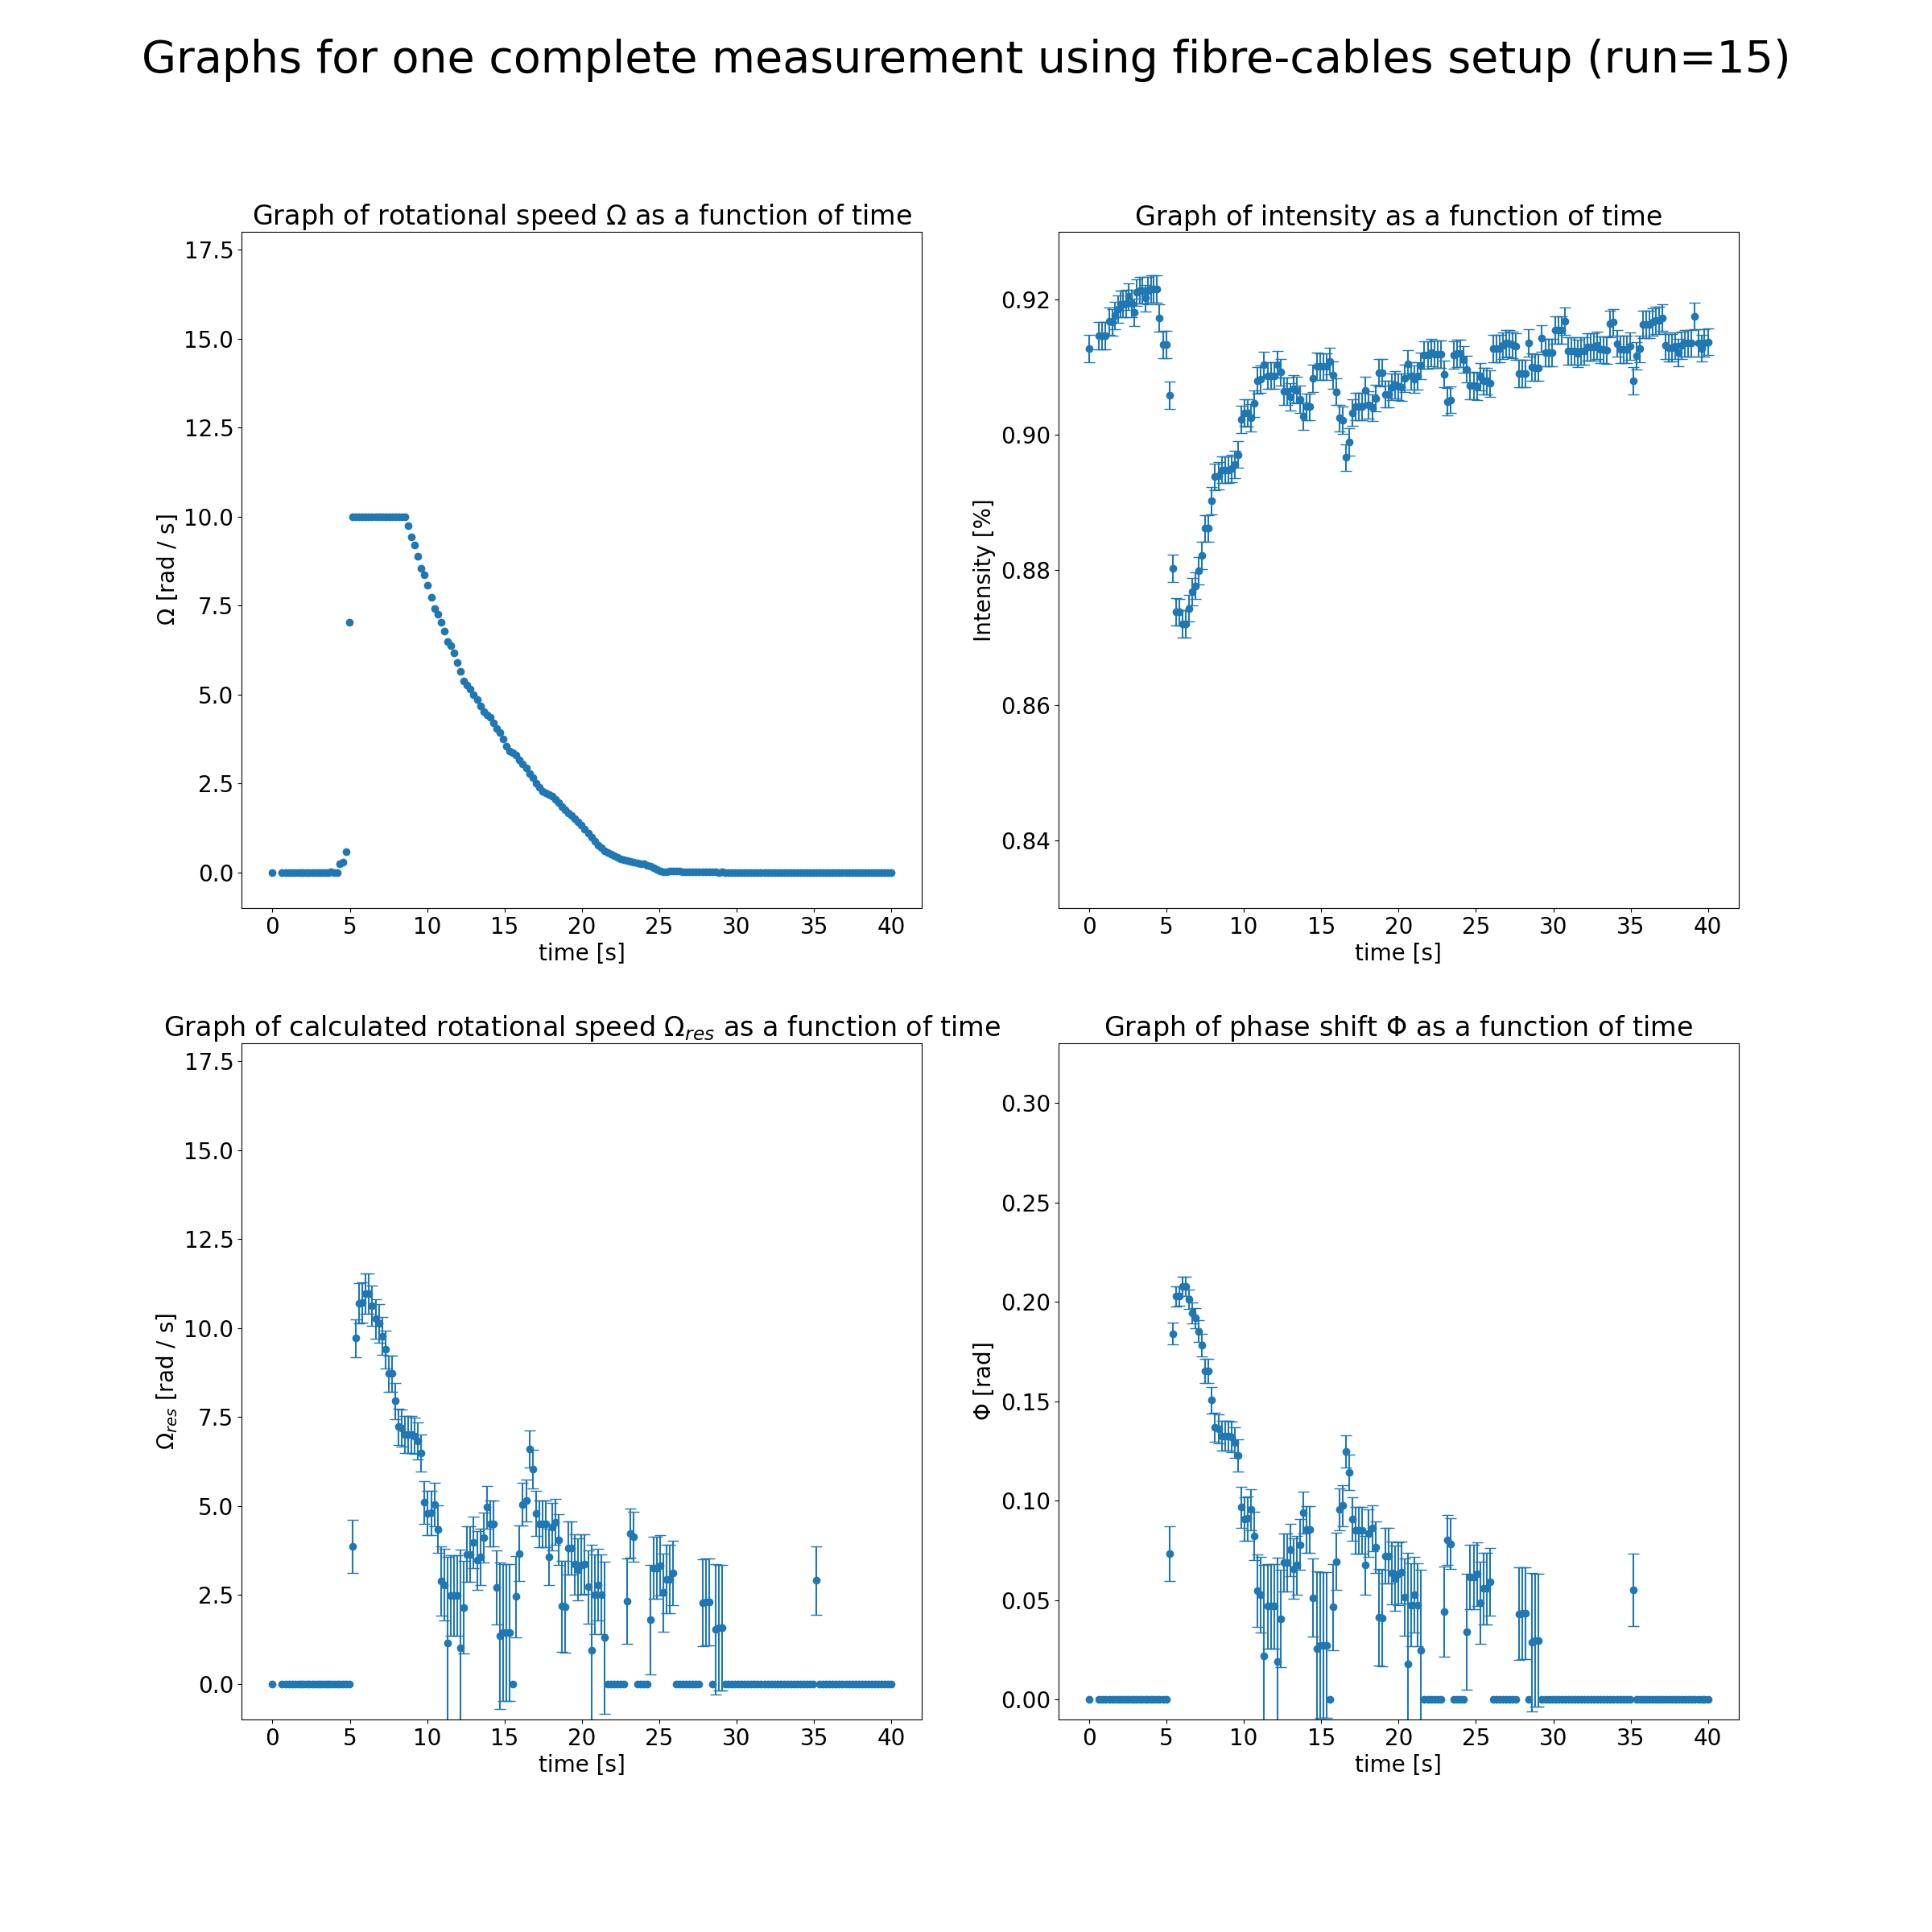 Graphs for one complete measurement using fibre-cables setup (run=15)
Graph of rotational speed Ω as a function of time
17.5
15.0
12.5
10.0
7.5
5.0
2.5
0.0
Ω [rad / s]
0 5 10 15 20 25 30 35 40
time [s]
Graph of intensity as a function of time
0.92
0.90
0.88
0.86
0.84
Intensity [%]
0 5 10 15 20 25 30 35 40
time [s]
Graph of calculated rotational speed Ωres as a function of time
17.5
15.0
12.5
10.0
7.5
5.0
2.5
0.0
Ωres [rad / s]
0 5 10 15 20 25 30 35 40
time [s]
Graph of phase shift Φ as a function of time
0.30
0.25
0.20
0.15
0.10
0.05
0.00
Φ [rad]
0 5 10 15 20 25 30 35 40
time [s]